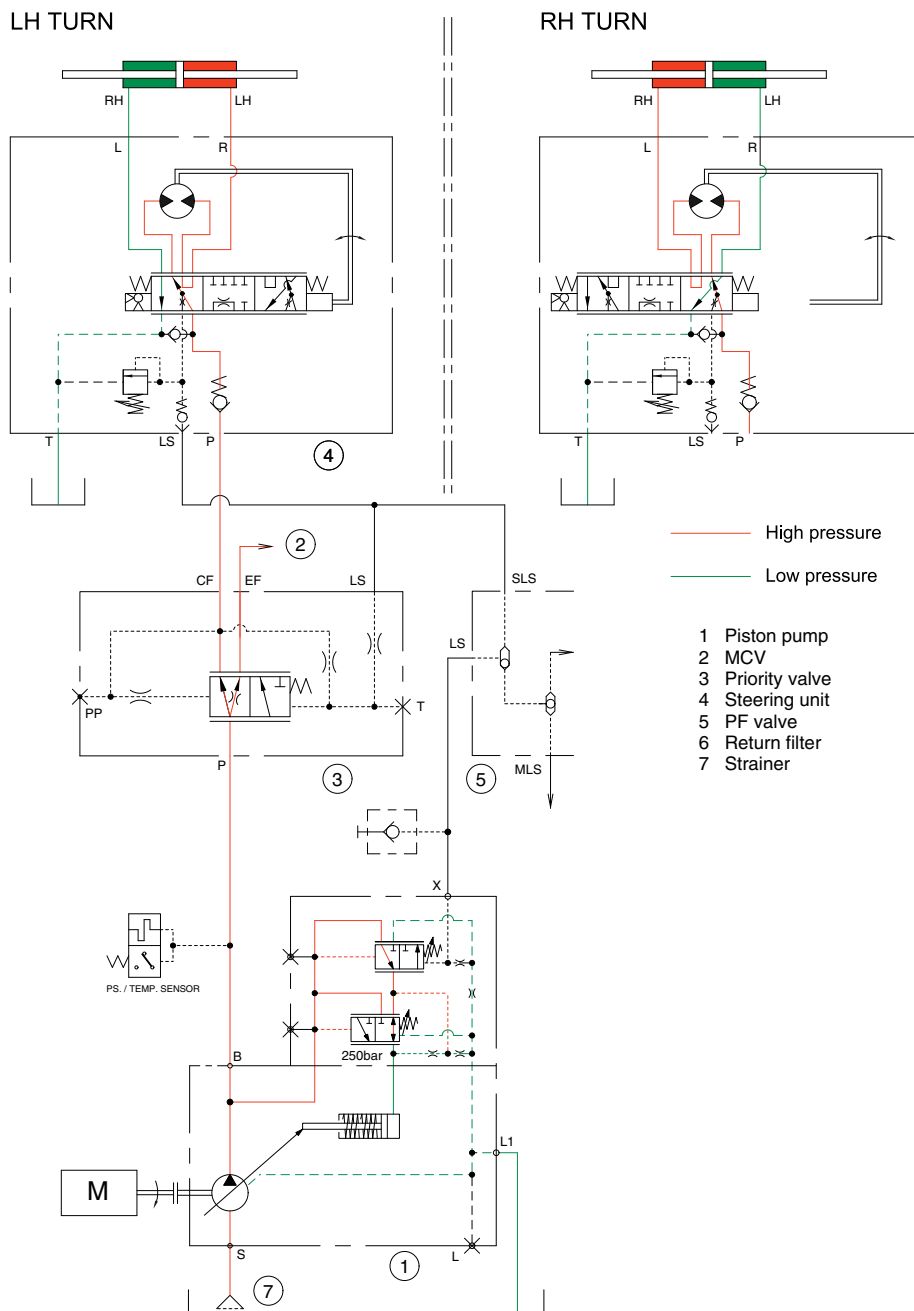 LH TURN
RH TURN
RH
LH
RH
LH
L
R
L
R
T
LS
P
4
T
LS
P
2
High pressure
Low pressure
CF
EF
LS
SLS
LS
1 Piston pump
2 MCV
3 Priority valve
4 Steering unit
5 PF valve
6 Return filter
7 Strainer
PP
T
P
3
5
MLS
X
PS. / TEMP. SENSOR
250bar
B
L1
M
S
1
L
7